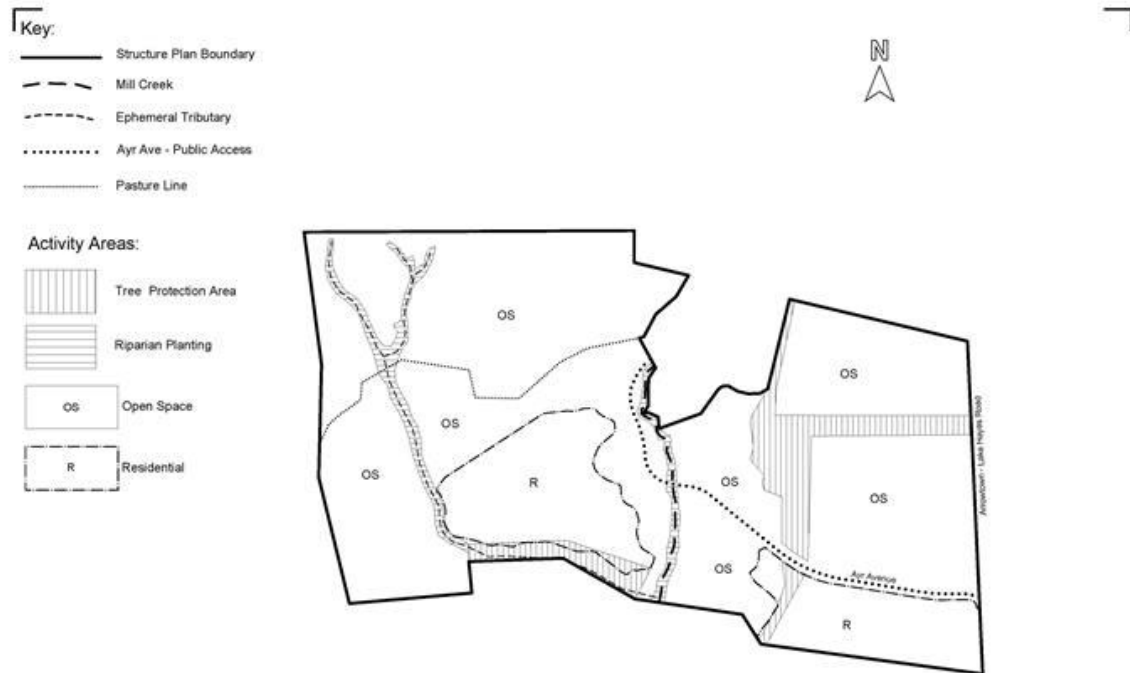 Key:
Structure Plan Boundary
Mill Creek
Ephemeral Tributary
Ayr Ave - Public Access
Pasture Line
Activity Areas:
Tree Protection Area
Riparian Planting
OS Open Space
R Residential
N
OS
OS
OS
OS
R
OS
OS
OS
OS
Ayr Avenue
R
Arrowtown - Lake Hayes Road